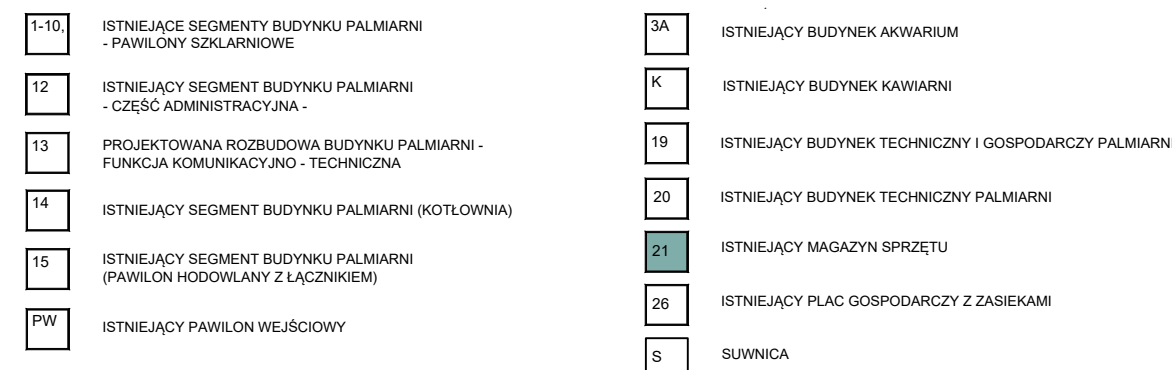 1-10,
ISTNIEJĄCE SEGMENTY BUDYNKU PALMIARNI
- PAWILONY SZKLARNIOWE
12
ISTNIEJĄCY SEGMENT BUDYNKU PALMIARNI
- CZĘŚĆ ADMINISTRACYJNA -
13
PROJEKTOWANA ROZBUDOWA BUDYNKU PALMIARNI -
FUNKCJA KOMUNIKACYJNO - TECHNICZNA
14
ISTNIEJĄCY SEGMENT BUDYNKU PALMIARNI (KOTŁOWNIA)
15
ISTNIEJĄCY SEGMENT BUDYNKU PALMIARNI
(PAWILON HODOWLANY Z ŁĄCZNIKIEM)
PW
ISTNIEJĄCY PAWILON WEJŚCIOWY
3A
ISTNIEJĄCY BUDYNEK AKWARIUM
K
ISTNIEJĄCY BUDYNEK KAWIARNI
19
ISTNIEJĄCY BUDYNEK TECHNICZNY I GOSPODARCZY PALMIARNI
20
ISTNIEJĄCY BUDYNEK TECHNICZNY PALMIARNI
21
ISTNIEJĄCY MAGAZYN SPRZĘTU
26
ISTNIEJĄCY PLAC GOSPODARCZY Z ZASIEKAMI
S
SUWNICA